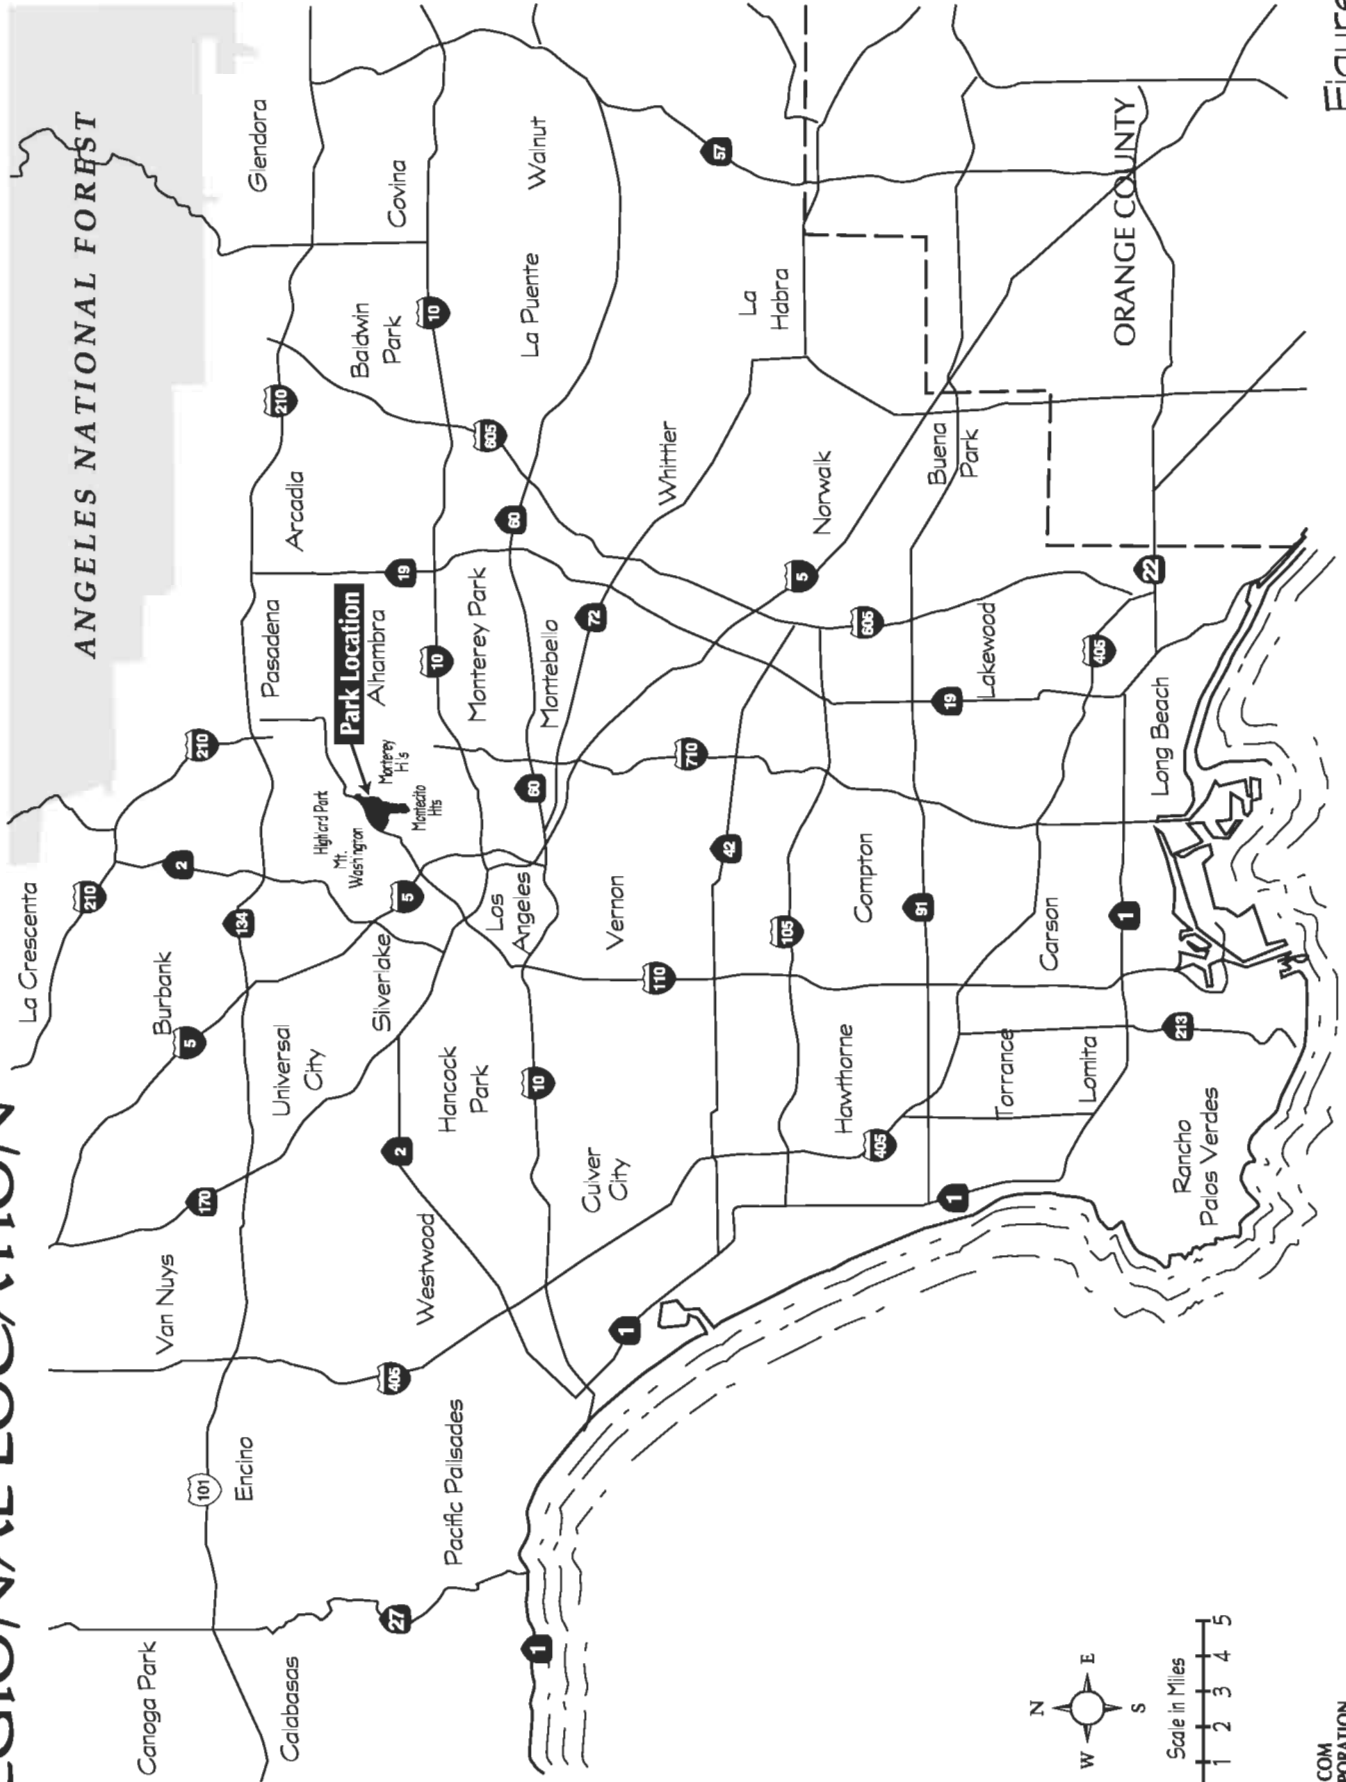 REGIONAL LOCATION
ANGELES NATIONAL FOREST
La Crescenta
210
210
2
134
Burbank
5
170
Van Nuys
Universal
City
101
Encino
Canoga Park
Calabasas
27
Pacific Palisades
405
Westwood
2
Silverlake
Hancock
Park
5
Los
Angeles
Highland Park
Mt.
Washington
Monterey
Hills
Montecito
Hts
Park Location
Pasadena
Alhambra
Arcadia
19
210
Glendora
Covina
Baldwin
Park
10
605
La Puente
Walnut
10
Monterey Park
60
Montebello
60
72
Whittier
57
La
Habra
10
Culver
City
1
1
Vernon
110
710
42
105
5
Norwalk
605
Compton
91
Hawthorne
405
Buena
Park
Lakewood
19
405
1
Torrance
Carson
Lomita
1
213
Long Beach
22
ORANGE COUNTY
Rancho
Palos Verdes
N
W
E
S
Scale in Miles
1 2 3 4 5
Figure
COM